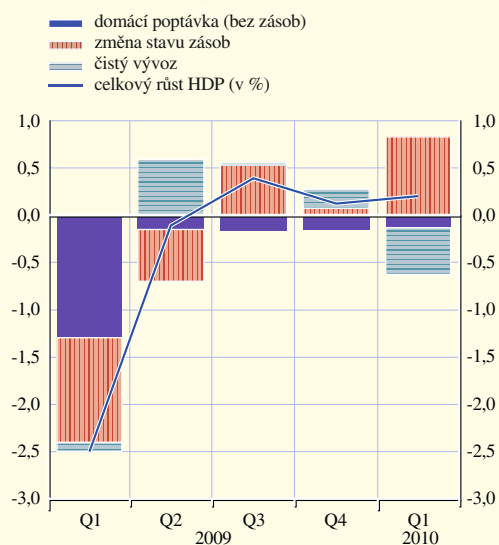 domácí poptávka (bez zásob)
změna stavu zásob
čistý vývoz
celkový růst HDP (v %)
1,0 1,0
0,5 0,5
0,0 0,0
-0,5 -0,5
-1,0 -1,0
-1,5 -1,5
-2,0 -2,0
-2,5 -2,5
-3,0 -3,0
Q1 Q2 Q3 Q4 Q1
2009 2010